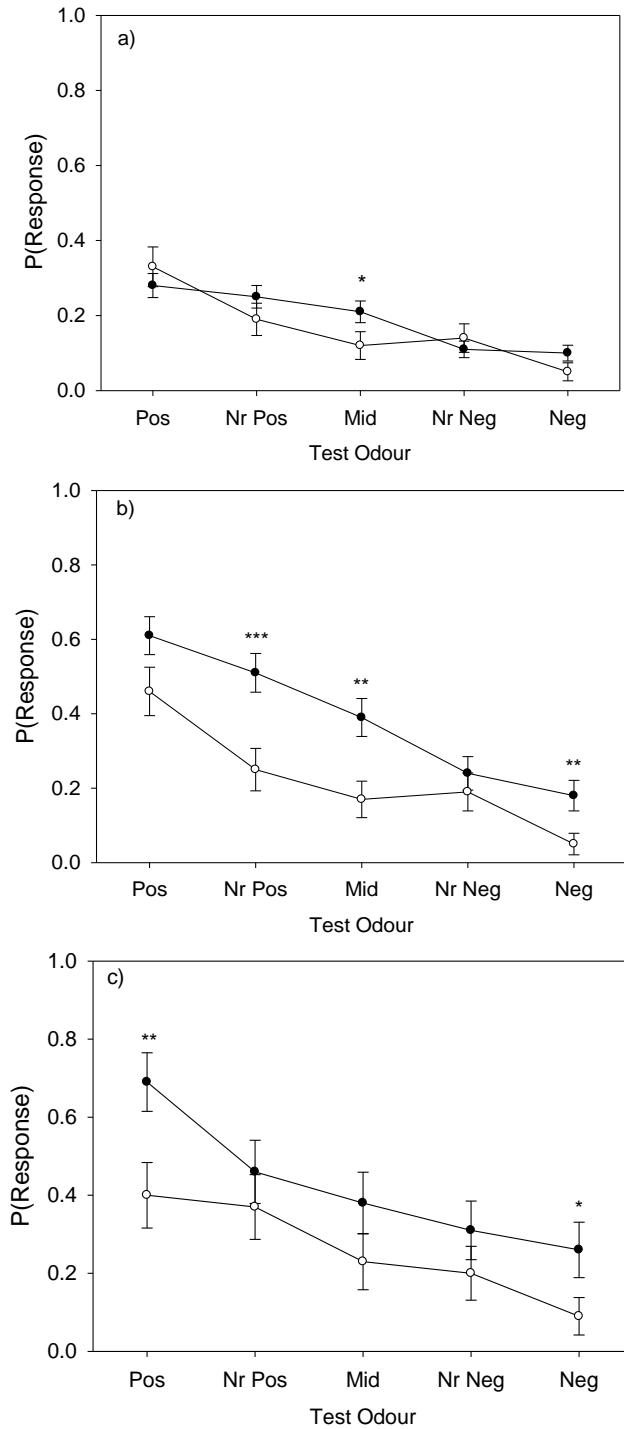 a)
1.0
0.8
0.6
0.4
0.2
0.0
P(Response)
*
Pos Nr Pos Mid Nr Neg Neg
Test Odour
b)
1.0
0.8
0.6
0.4
0.2
0.0
P(Response)
*** ** **
Pos Nr Pos Mid Nr Neg Neg
Test Odour
c)
1.0
0.8
0.6
0.4
0.2
0.0
P(Response)
** *
Pos Nr Pos Mid Nr Neg Neg
Test Odour